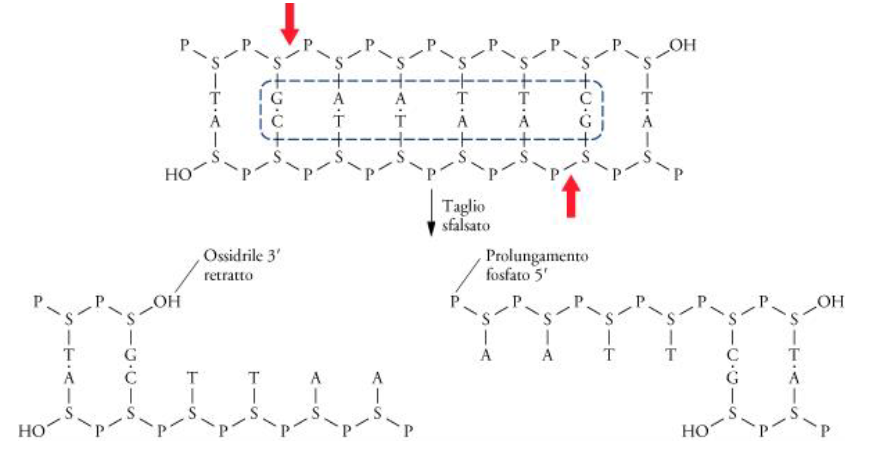 P P P P P P P P OH
S S S S S S S S
T G A A T T C T
A C T T A A G A
S S S S S S S S
HO P P P P P P P P
Taglio
sfalsato
Ossidrile 3′
retratto
Prolungamento
fosfato 5′
P P OH
S S
T G
A C T T A A
S S S S S S
HO P P P P P P
P P P P P P OH
S S S S S S
A A T T C T
G A
S S
HO P P